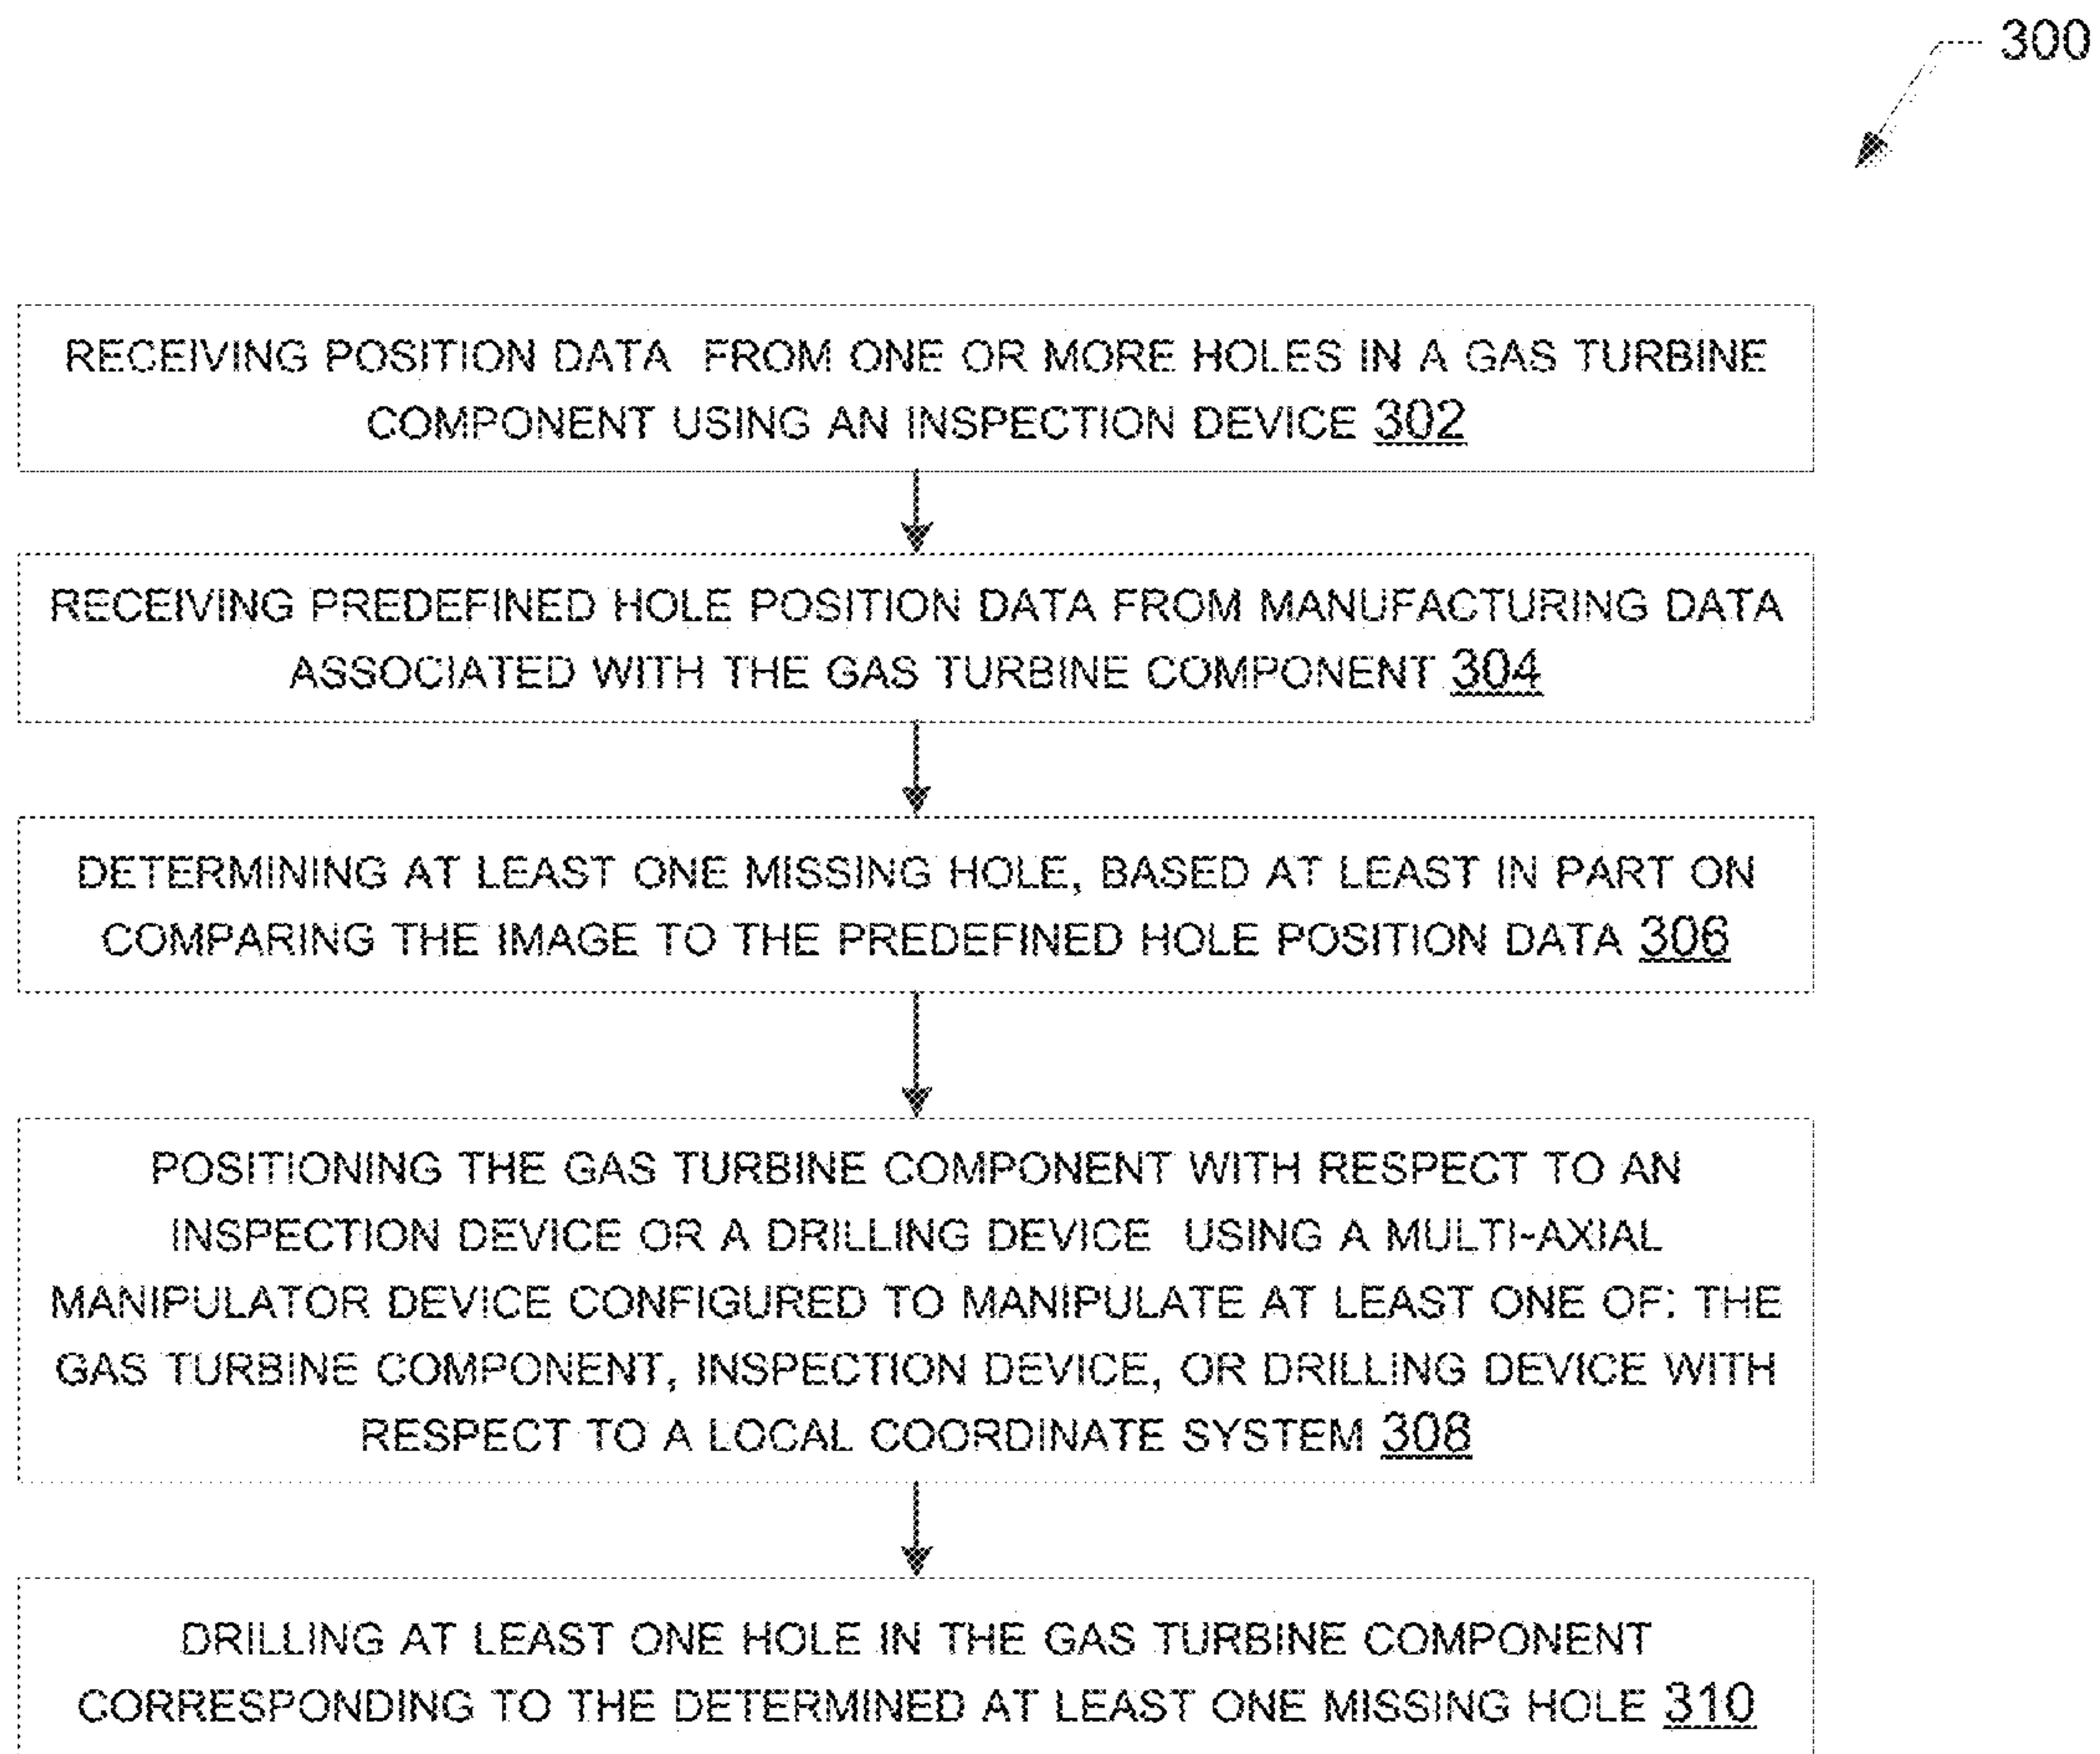 300
RECEIVING POSITION DATA FROM ONE OR MORE HOLES IN A GAS TURBINE
COMPONENT USING AN INSPECTION DEVICE 302
RECEIVING PREDEFINED HOLE POSITION DATA FROM MANUFACTURING DATA
ASSOCIATED WITH THE GAS TURBINE COMPONENT 304
DETERMINING AT LEAST ONE MISSING HOLE, BASED AT LEAST IN PART ON
COMPARING THE IMAGE TO THE PREDEFINED HOLE POSITION DATA 306
POSITIONING THE GAS TURBINE COMPONENT WITH RESPECT TO AN
INSPECTION DEVICE OR A DRILLING DEVICE USING A MULTI-AXIAL
MANIPULATOR DEVICE CONFIGURED TO MANIPULATE AT LEAST ONE OF: THE
GAS TURBINE COMPONENT, INSPECTION DEVICE, OR DRILLING DEVICE WITH
RESPECT TO A LOCAL COORDINATE SYSTEM 308
DRILLING AT LEAST ONE HOLE IN THE GAS TURBINE COMPONENT
CORRESPONDING TO THE DETERMINED AT LEAST ONE MISSING HOLE 310